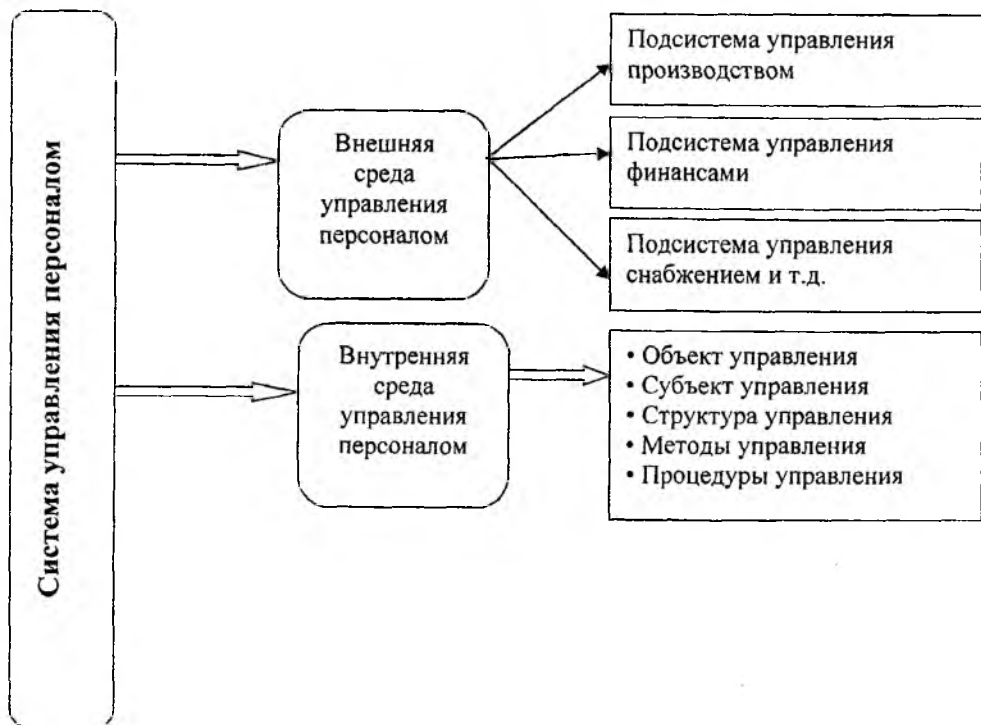 Система управления персоналом
Внешняя
среда
управления
персоналом
Подсистема управления
производством
Подсистема управления
финансами
Подсистема управления
снабжением и т.д.
Внутренняя
среда
управления
персоналом
• Объект управления
• Субъект управления
• Структура управления
• Методы управления
• Процедуры управления